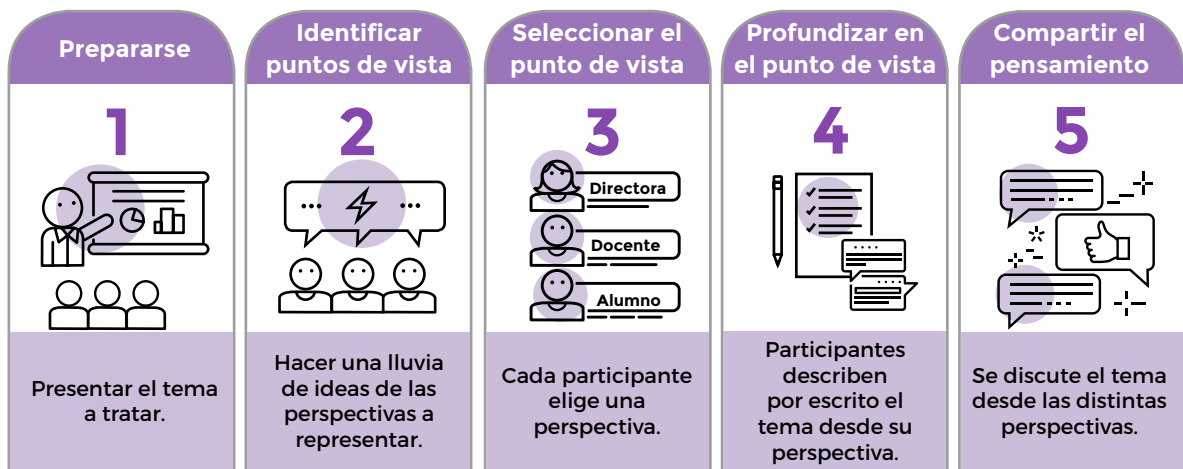 Prepararse
1
Presentar el tema
a tratar.
Identificar
puntos de vista
2
Hacer una lluvia
de ideas de las
perspectivas a
representar.
Seleccionar el
punto de vista
3
Directora
Docente
Alumno
Cada participante
elige una
perspectiva.
Profundizar en
el punto de vista
4
Participantes
describen
por escrito el
tema desde su
perspectiva.
Compartir el
pensamiento
5
Se discute el tema
desde las distintas
perspectivas.